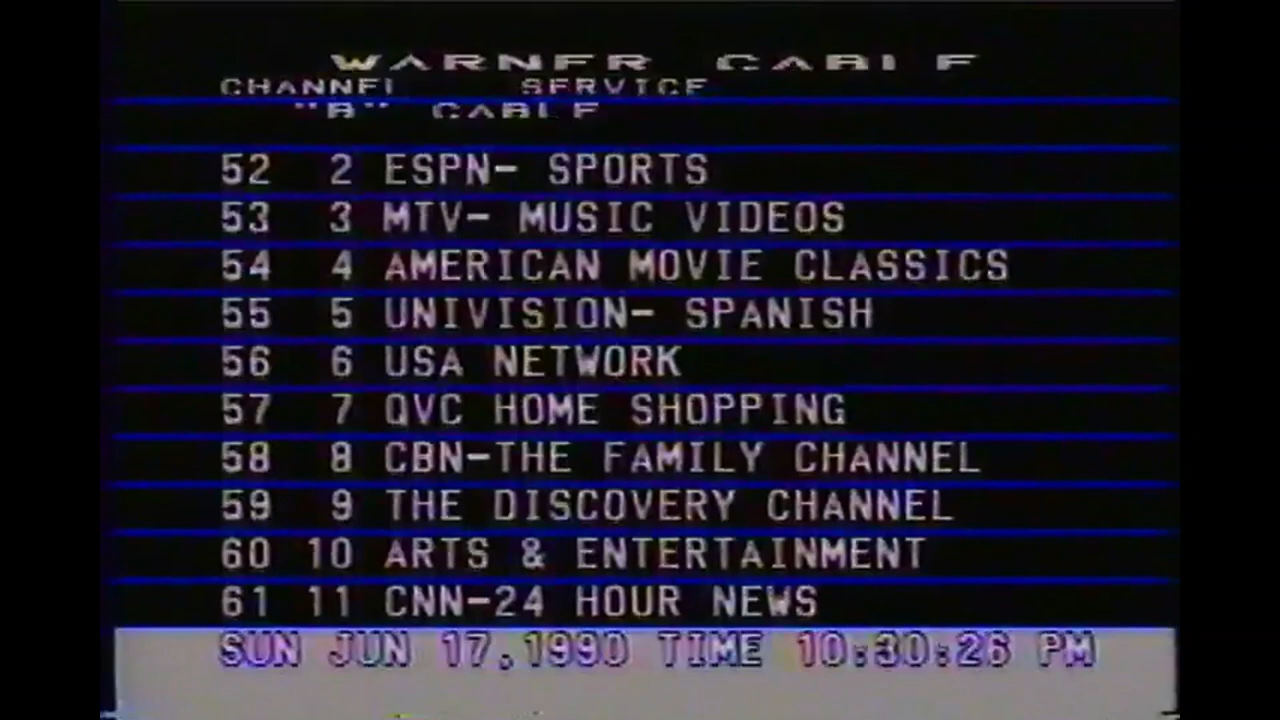 WARNER CABLE
CHANNEL SERVICE
"B" CABLE
52 2 ESPN- SPORTS
53 3 MTV- MUSIC VIDEOS
54 4 AMERICAN MOVIE CLASSICS
55 5 UNIVISION- SPANISH
56 6 USA NETWORK
57 7 QVC HOME SHOPPING
58 8 CBN-THE FAMILY CHANNEL
59 9 THE DISCOVERY CHANNEL
60 10 ARTS & ENTERTAINMENT
61 11 CNN-24 HOUR NEWS
SUN JUN 17,1990 TIME 10:30:26 PM